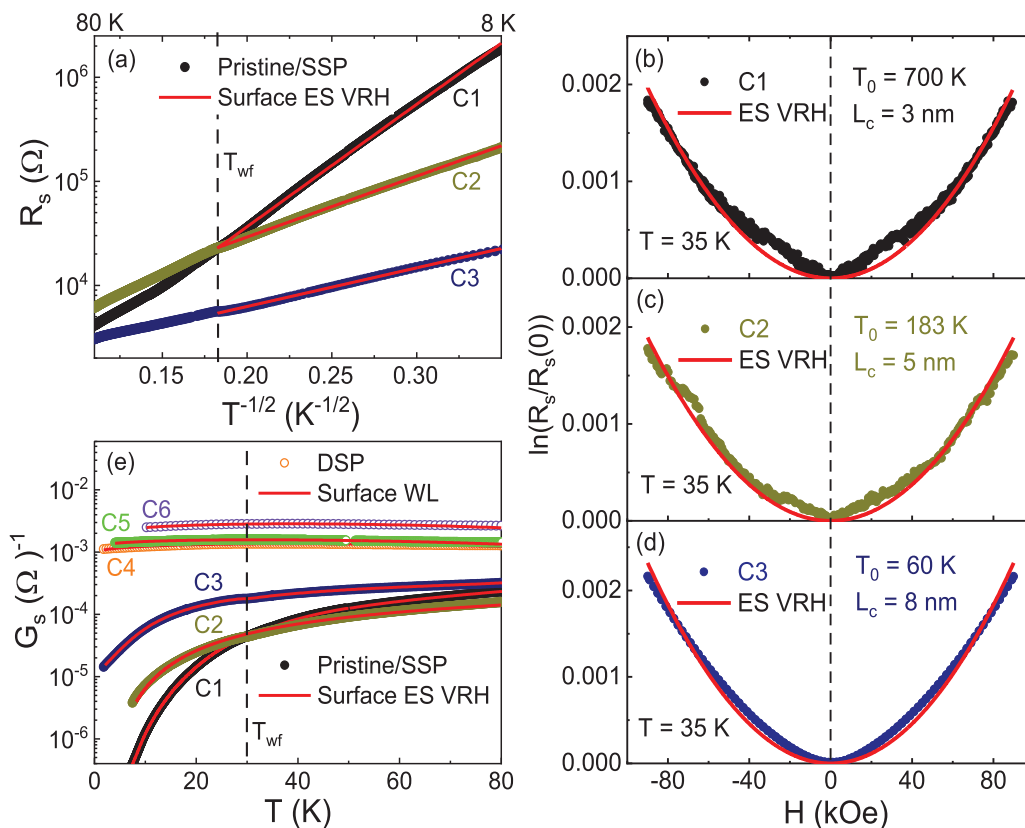 80 K
8 K
(a)
Pristine/SSP
Surface ES VRH
C1
C2
C3
T_wf
R_s (Ω)
10^6
10^5
10^4
0.15
0.20
0.25
0.30
T^-1/2 (K^-1/2)
(b)
C1
ES VRH
T_0 = 700 K
L_c = 3 nm
T = 35 K
0.002
0.001
0.000
(c)
C2
ES VRH
T_0 = 183 K
L_c = 5 nm
T = 35 K
0.002
0.001
0.000
ln(R_s/R_s(0))
(d)
C3
ES VRH
T_0 = 60 K
L_c = 8 nm
T = 35 K
0.002
0.001
0.000
-80
-40
0
40
80
H (kOe)
(e)
DSP
Surface WL
C6
C5
C4
C3
C2
C1
Pristine/SSP
Surface ES VRH
T_wf
G_s (Ω)^-1
10^-2
10^-3
10^-4
10^-5
10^-6
0
20
40
60
80
T (K)